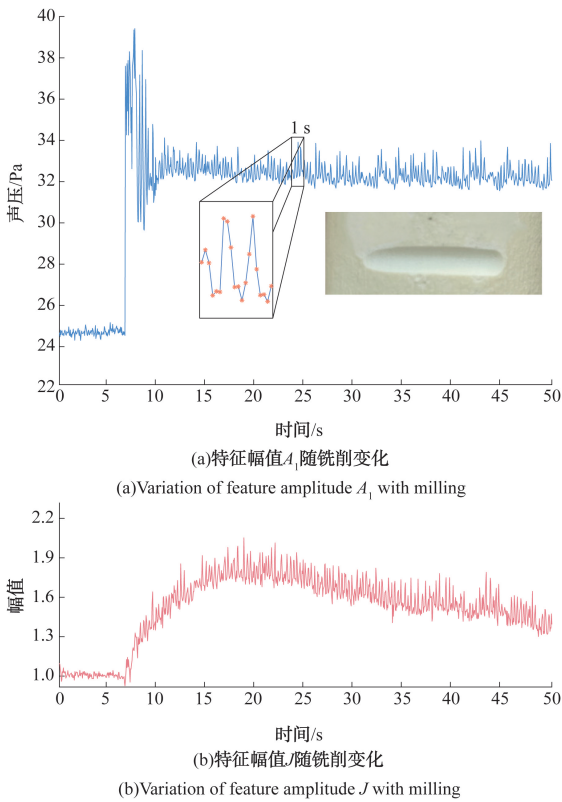 声压/Pa
40
38
36
34
32
30
28
26
24
22
1 s
0 5 10 15 20 25 30 35 40 45 50
时间/s
(a)特征幅值A₁随铣削变化
(a)Variation of feature amplitude A₁ with milling
幅值
2.2
1.9
1.6
1.3
1.0
0 5 10 15 20 25 30 35 40 45 50
时间/s
(b)特征幅值J随铣削变化
(b)Variation of feature amplitude J with milling